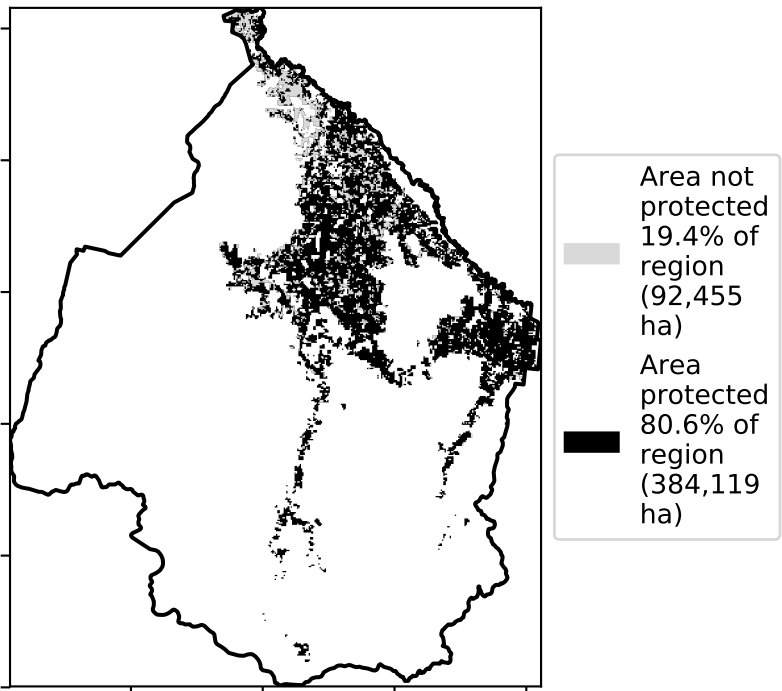 Area not
protected
19.4% of
region
(92,455
ha)
Area
protected
80.6% of
region
(384,119
ha)